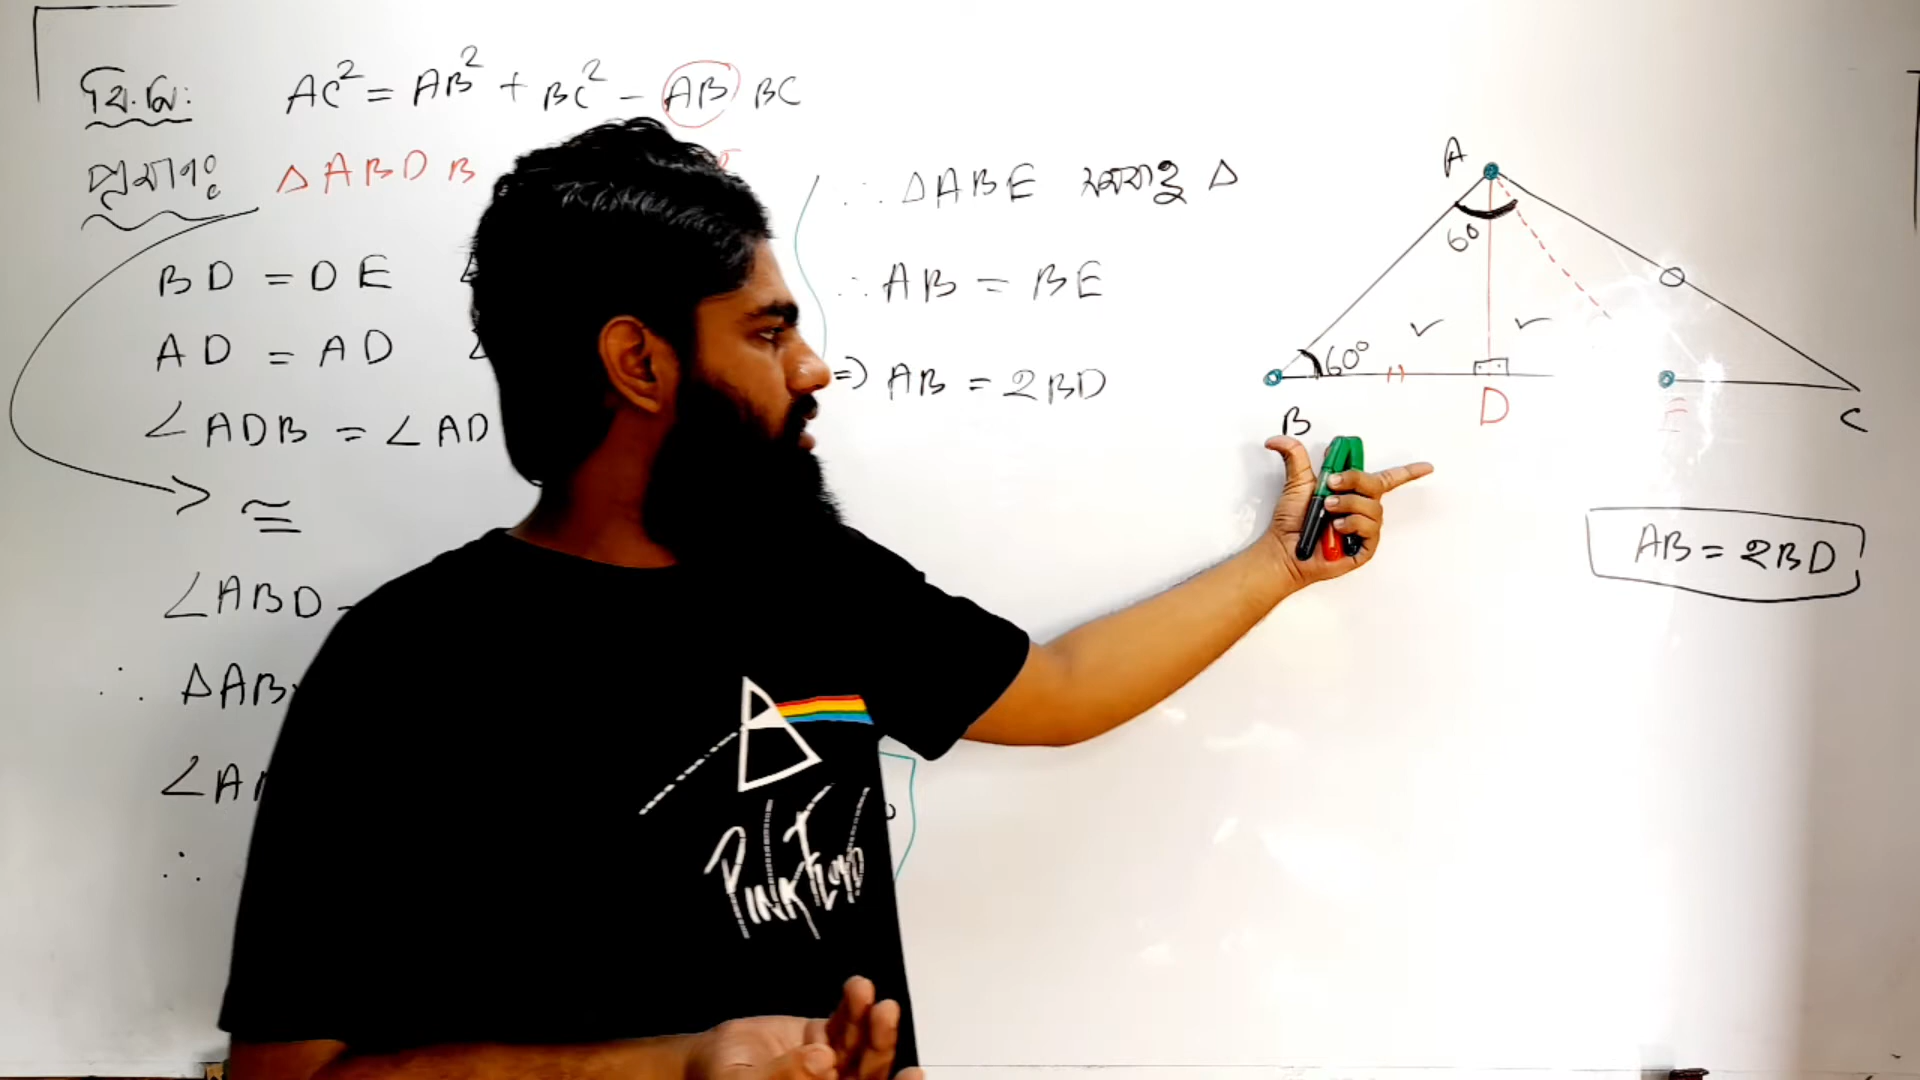 বি.নি: AC² = AB² + BC² - AB BC
প্রমাণঃ ΔABD B
BD = DE
AD = AD
∠ADB = ∠AD
≅
∠ABD -
∴ ΔAB
∠A
∴
∴ ΔABE সমবাহু Δ
∴ AB = BE
⇒ AB = 2BD
A
60
60°
B
D
E
C
AB = 2BD
PINK FLOYD